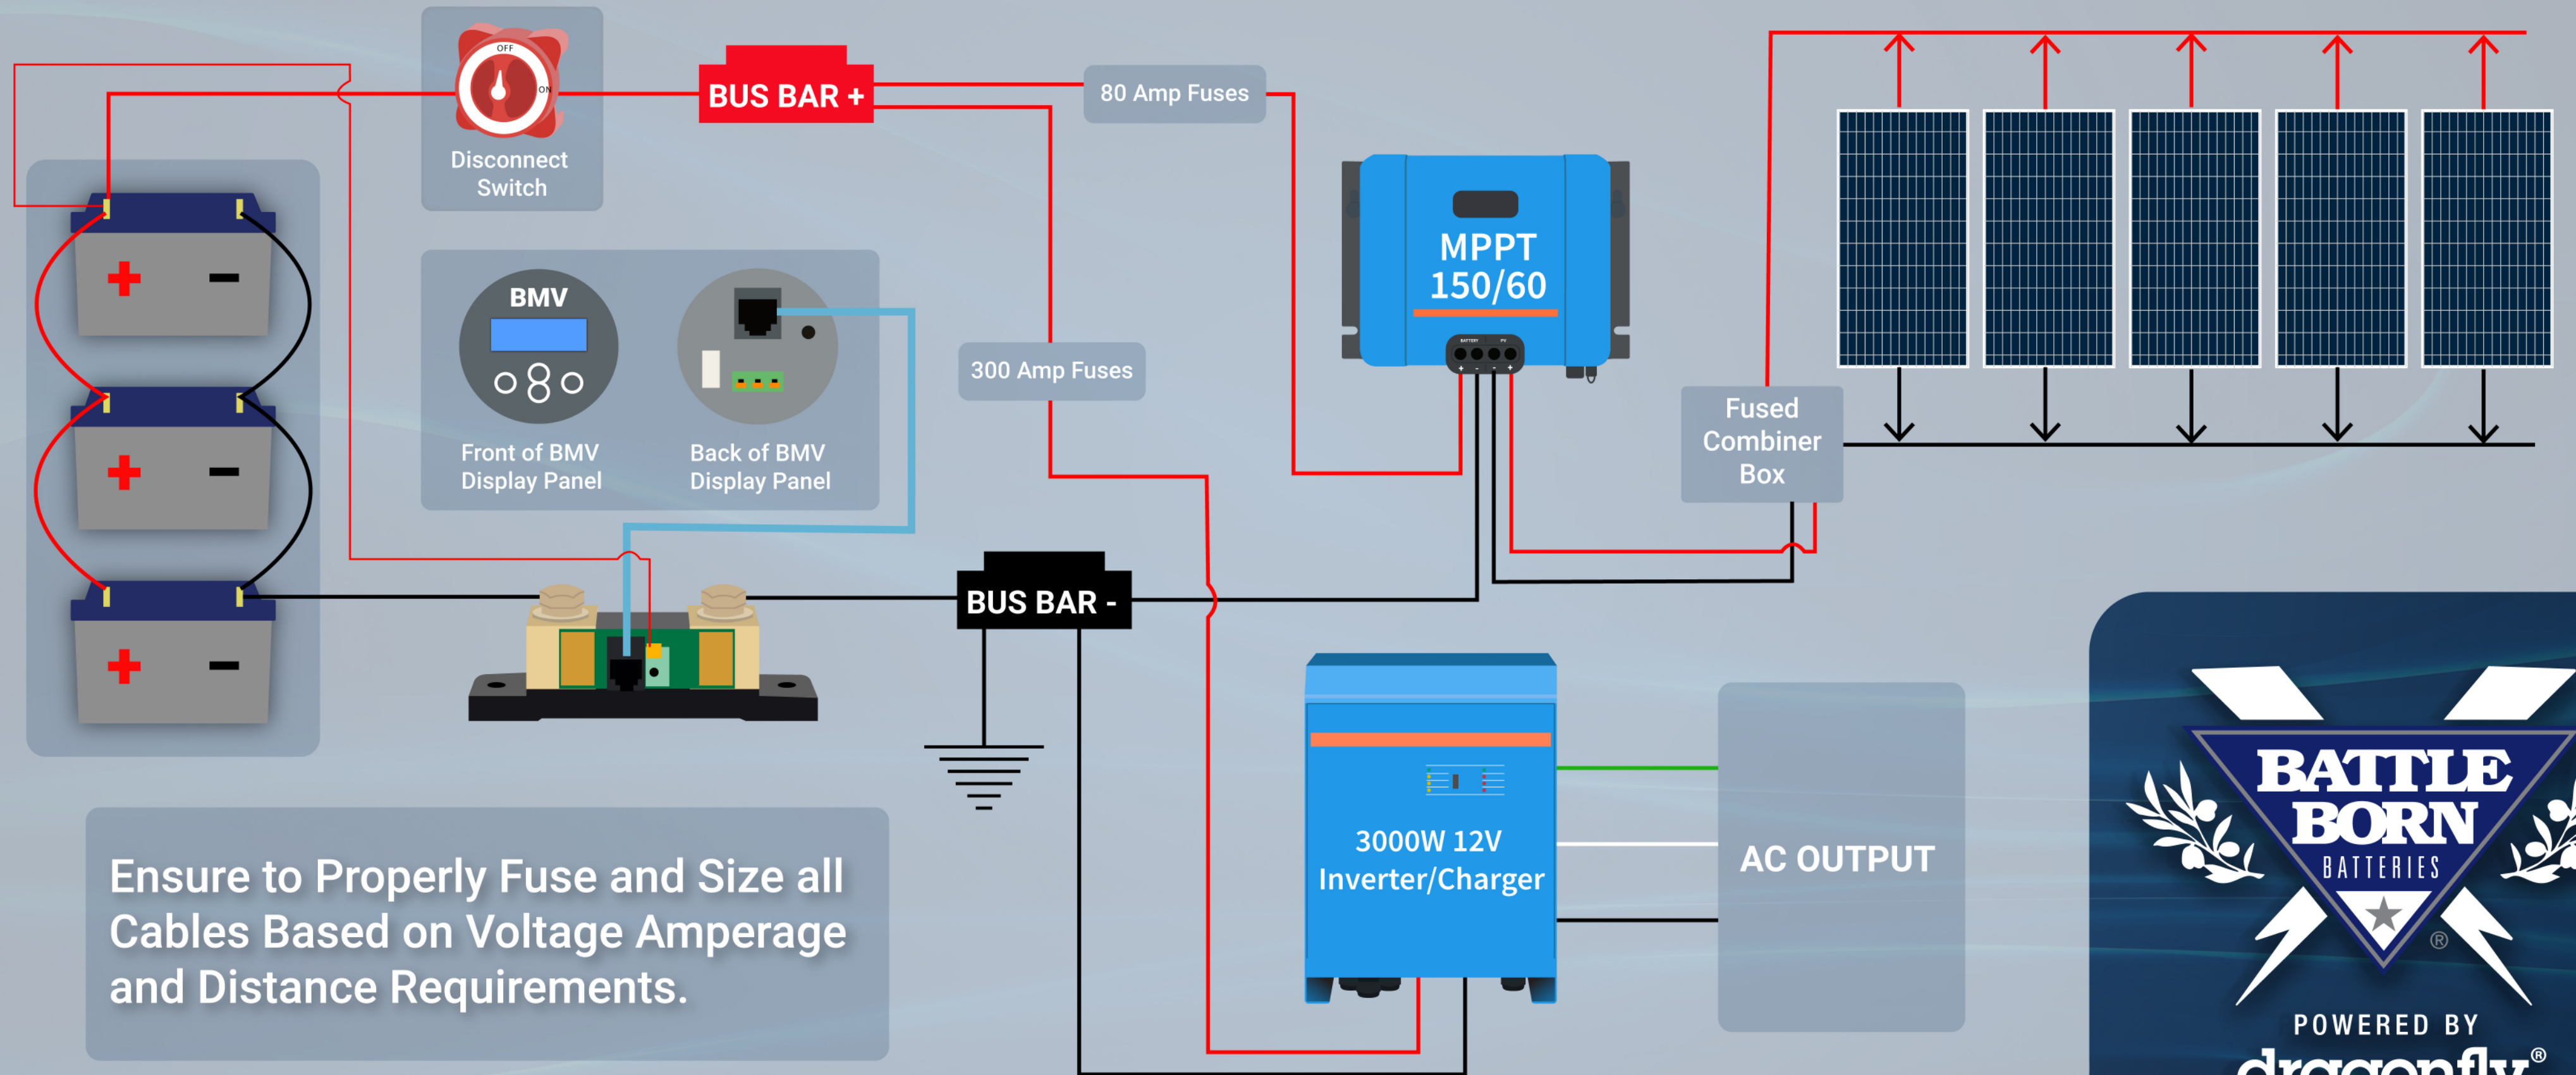 OFF
ON
Disconnect
Switch
BUS BAR +
80 Amp Fuses
MPPT
150/60
BATTERY PV
+ - - +
BMV
Front of BMV
Display Panel
Back of BMV
Display Panel
300 Amp Fuses
Fused
Combiner
Box
+ -
+ -
+ -
BUS BAR -
3000W 12V
Inverter/Charger
AC OUTPUT
Ensure to Properly Fuse and Size all
Cables Based on Voltage Amperage
and Distance Requirements.
BATTLE
BORN
BATTERIES
®
POWERED BY
dragonfly®